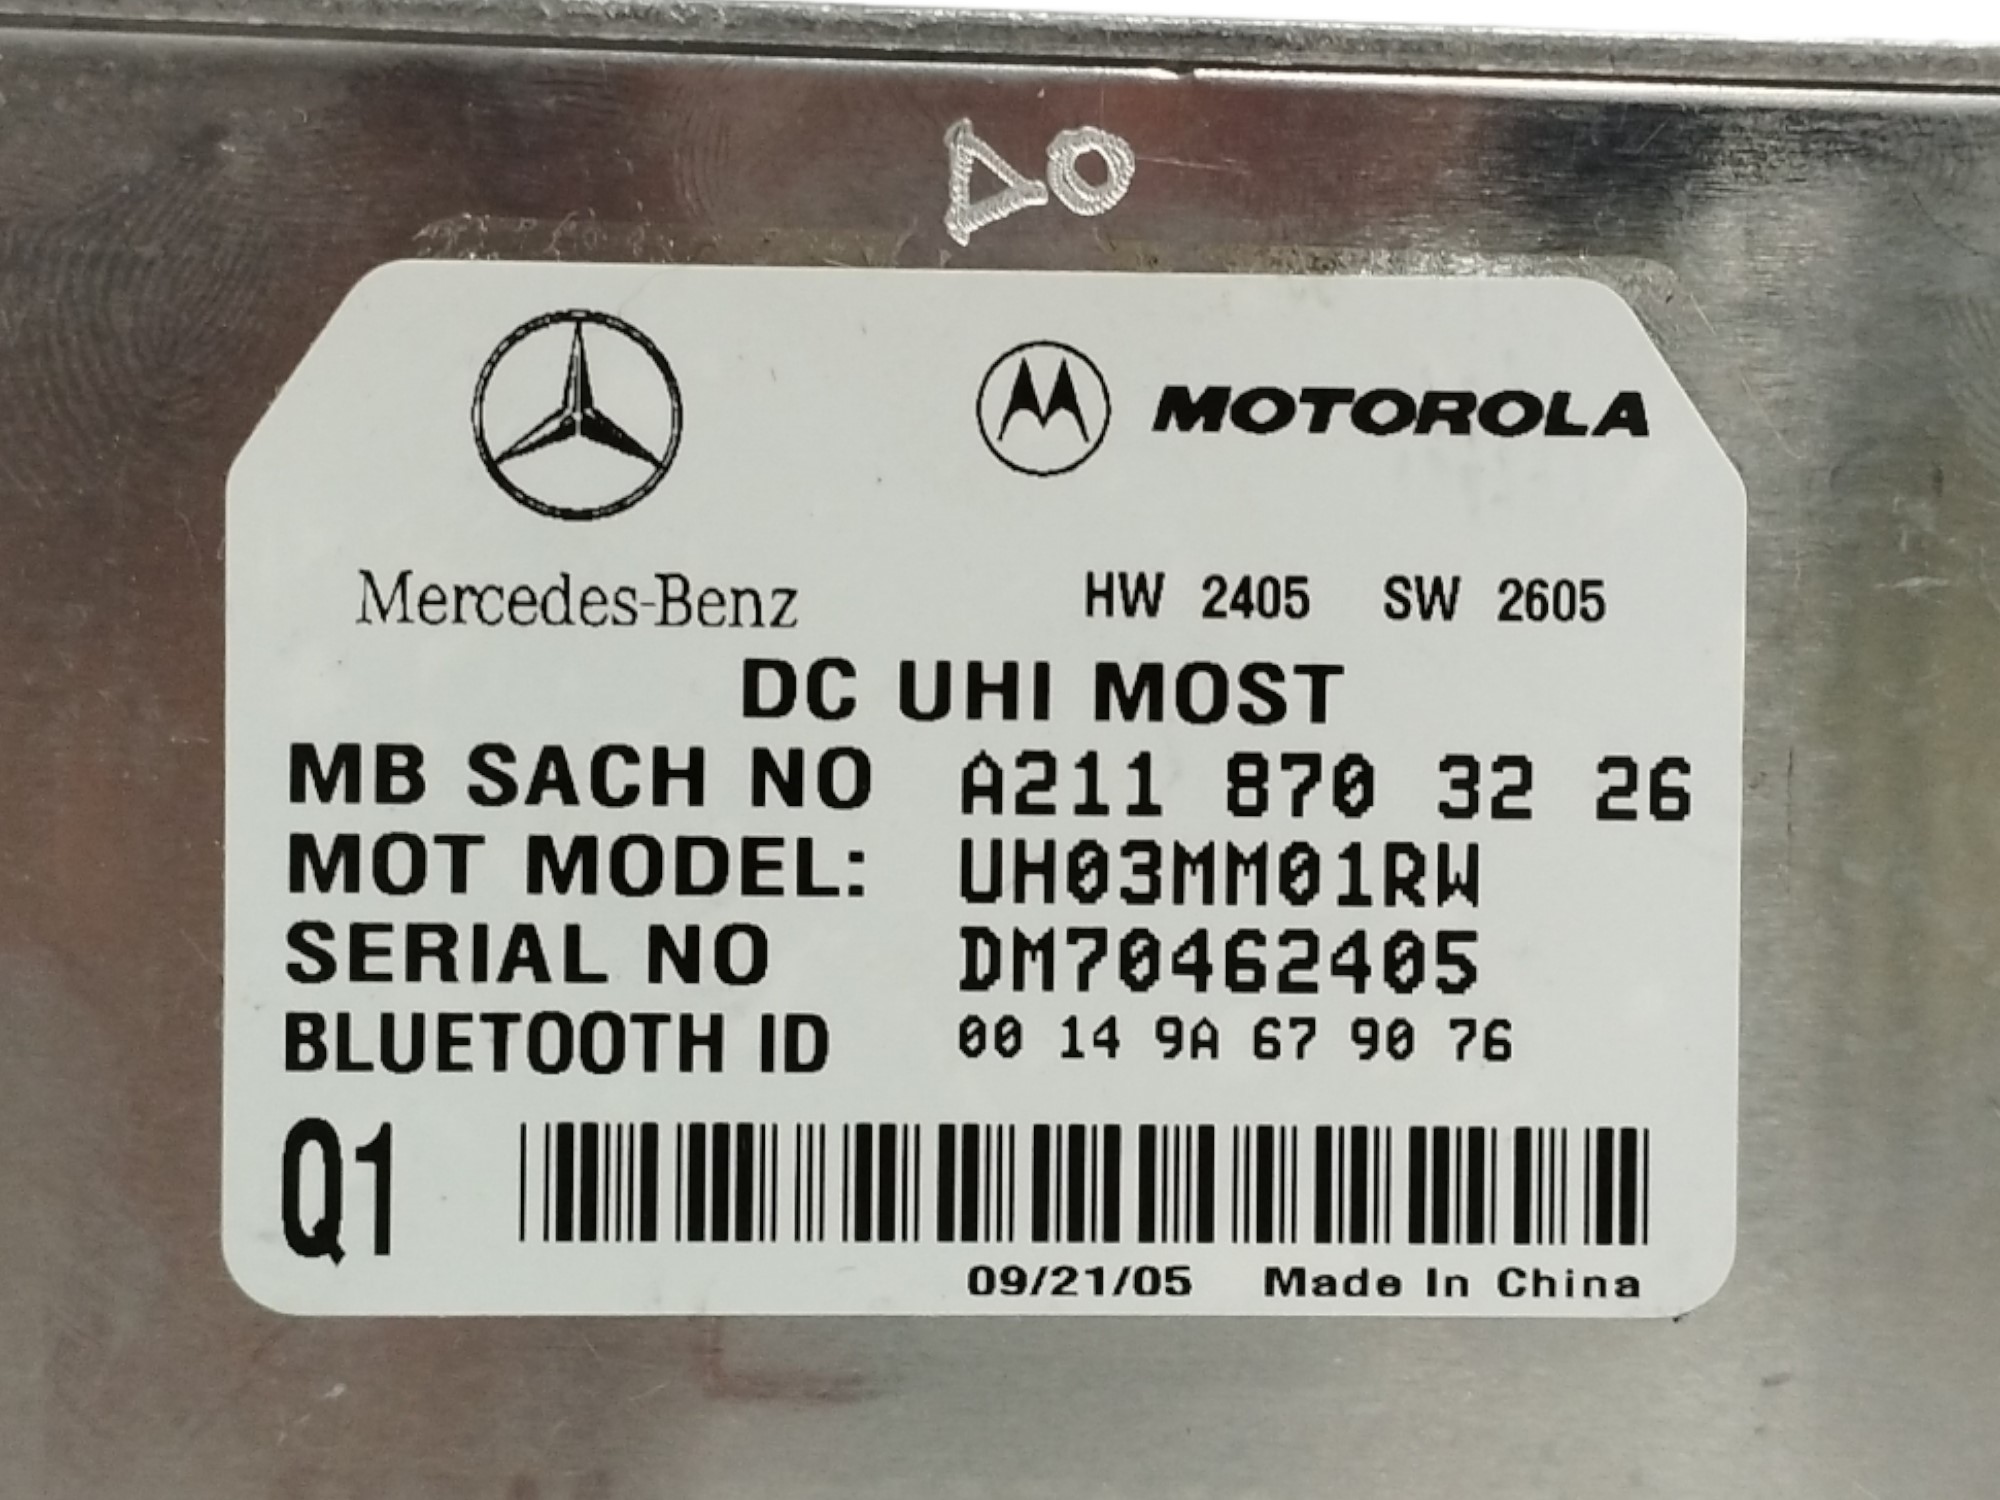 MOTOROLA
Mercedes-Benz
HW 2405 SW 2605
DC UHI MOST
MB SACH NO A211 870 32 26
MOT MODEL: UH03MM01RW
SERIAL NO DM70462405
BLUETOOTH ID 00 14 9A 67 90 76
Q1
09/21/05 Made In China